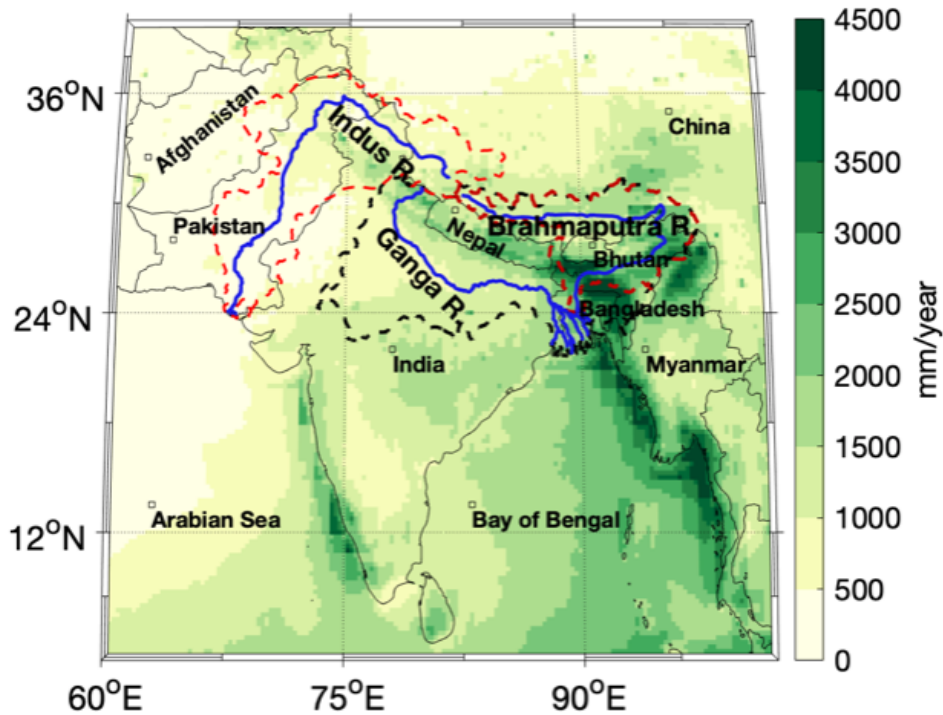 4500
36°N
4000
Afghanistan
Indus R.
China
3500
Pakistan
Nepal
Brahmaputra R.
3000
Ganga R.
Bhutan
24°N
Bangladesh
2500
India
Myanmar
mm/year
2000
1500
Arabian Sea
Bay of Bengal
12°N
1000
500
0
60°E
75°E
90°E